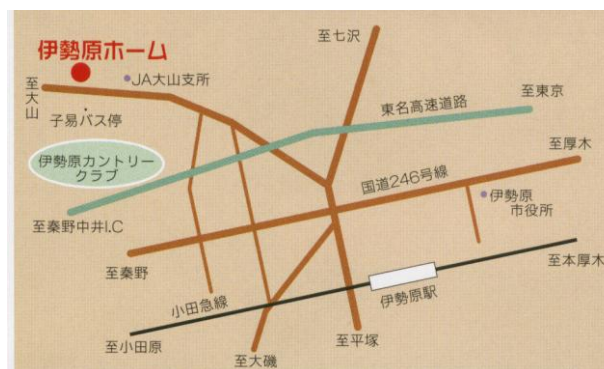 伊勢原ホーム
至七沢
JA大山支所
至大山
子易バス停
東名高速道路
至東京
伊勢原カントリー
クラブ
国道246号線
至厚木
伊勢原
市役所
至秦野中井I.C
至秦野
小田急線
伊勢原駅
至本厚木
至小田原
至大磯
至平塚